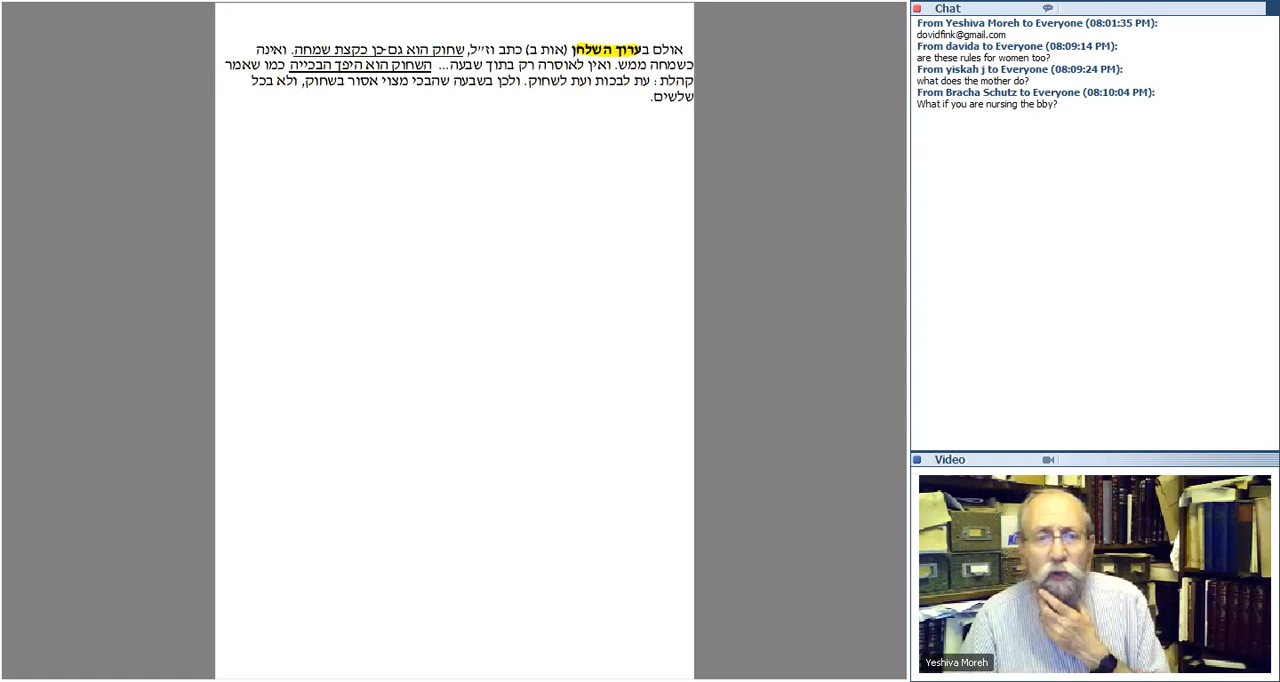 אולם בערוך השלחן (אות ב) כתב וז״ל, שחוק הוא גם-כן כקצת שמחה. ואינה
כשמחה ממש. ואין לאוסרה רק בתוך שבעה... השחוק הוא היפך הבכייה כמו שאמר
קהלת : עת לבכות ועת לשחוק. ולכן בשבעה שהבכי מצוי אסור בשחוק, ולא בכל
שלשים.
Chat
From Yeshiva Moreh to Everyone (08:01:35 PM):
dovidfink@gmail.com
From davida to Everyone (08:09:14 PM):
are these rules for women too?
From yiskah j to Everyone (08:09:24 PM):
what does the mother do?
From Bracha Schutz to Everyone (08:10:04 PM):
What if you are nursing the bby?
Video
Yeshiva Moreh